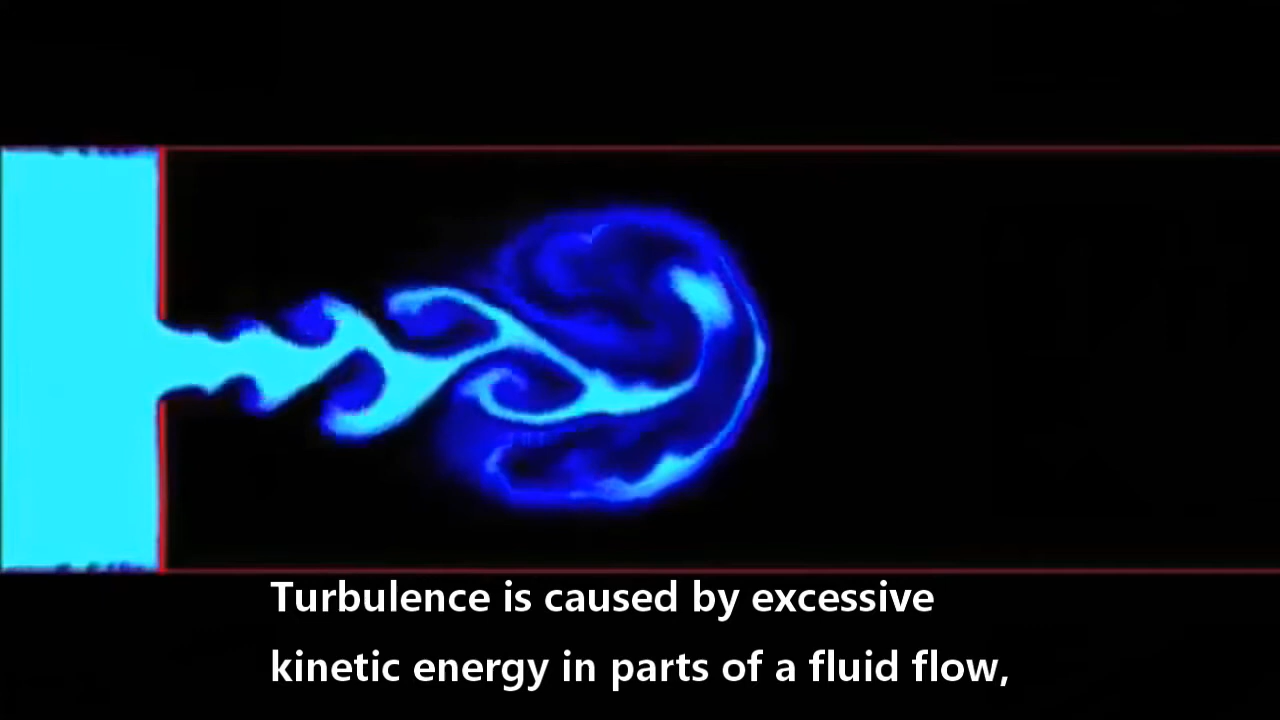 Turbulence is caused by excessive
kinetic energy in parts of a fluid flow,